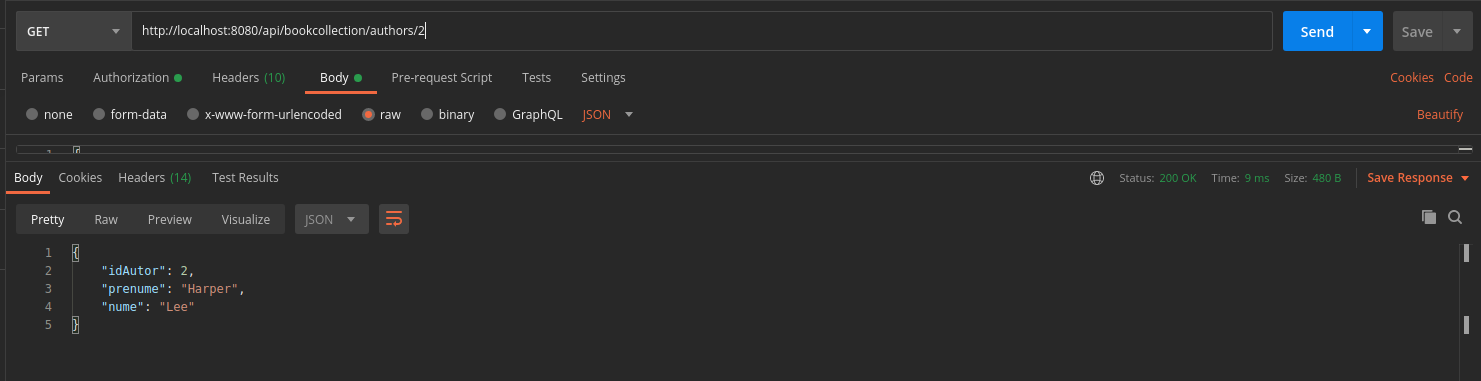 GET http://localhost:8080/api/bookcollection/authors/2 Send Save
Params Authorization Headers (10) Body Pre-request Script Tests Settings Cookies Code
none form-data x-www-form-urlencoded raw binary GraphQL JSON Beautify
1 {
Body Cookies Headers (14) Test Results Status: 200 OK Time: 9 ms Size: 480 B Save Response
Pretty Raw Preview Visualize JSON
1 {
2 "idAutor": 2,
3 "prenume": "Harper",
4 "nume": "Lee"
5 }